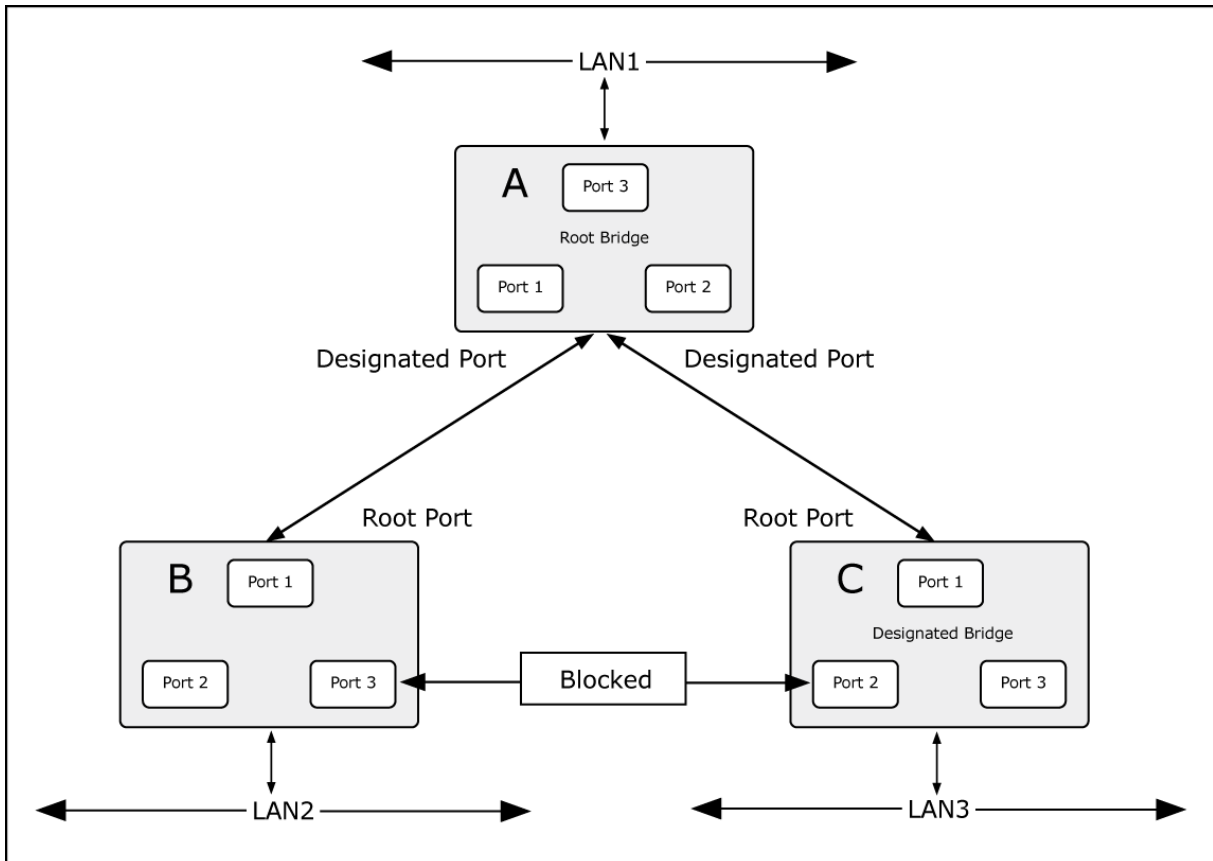 LAN1
A
Port 3
Root Bridge
Port 1
Port 2
Designated Port
Designated Port
Root Port
Root Port
B
Port 1
Port 2
Port 3
Blocked
C
Port 1
Designated Bridge
Port 2
Port 3
LAN2
LAN3